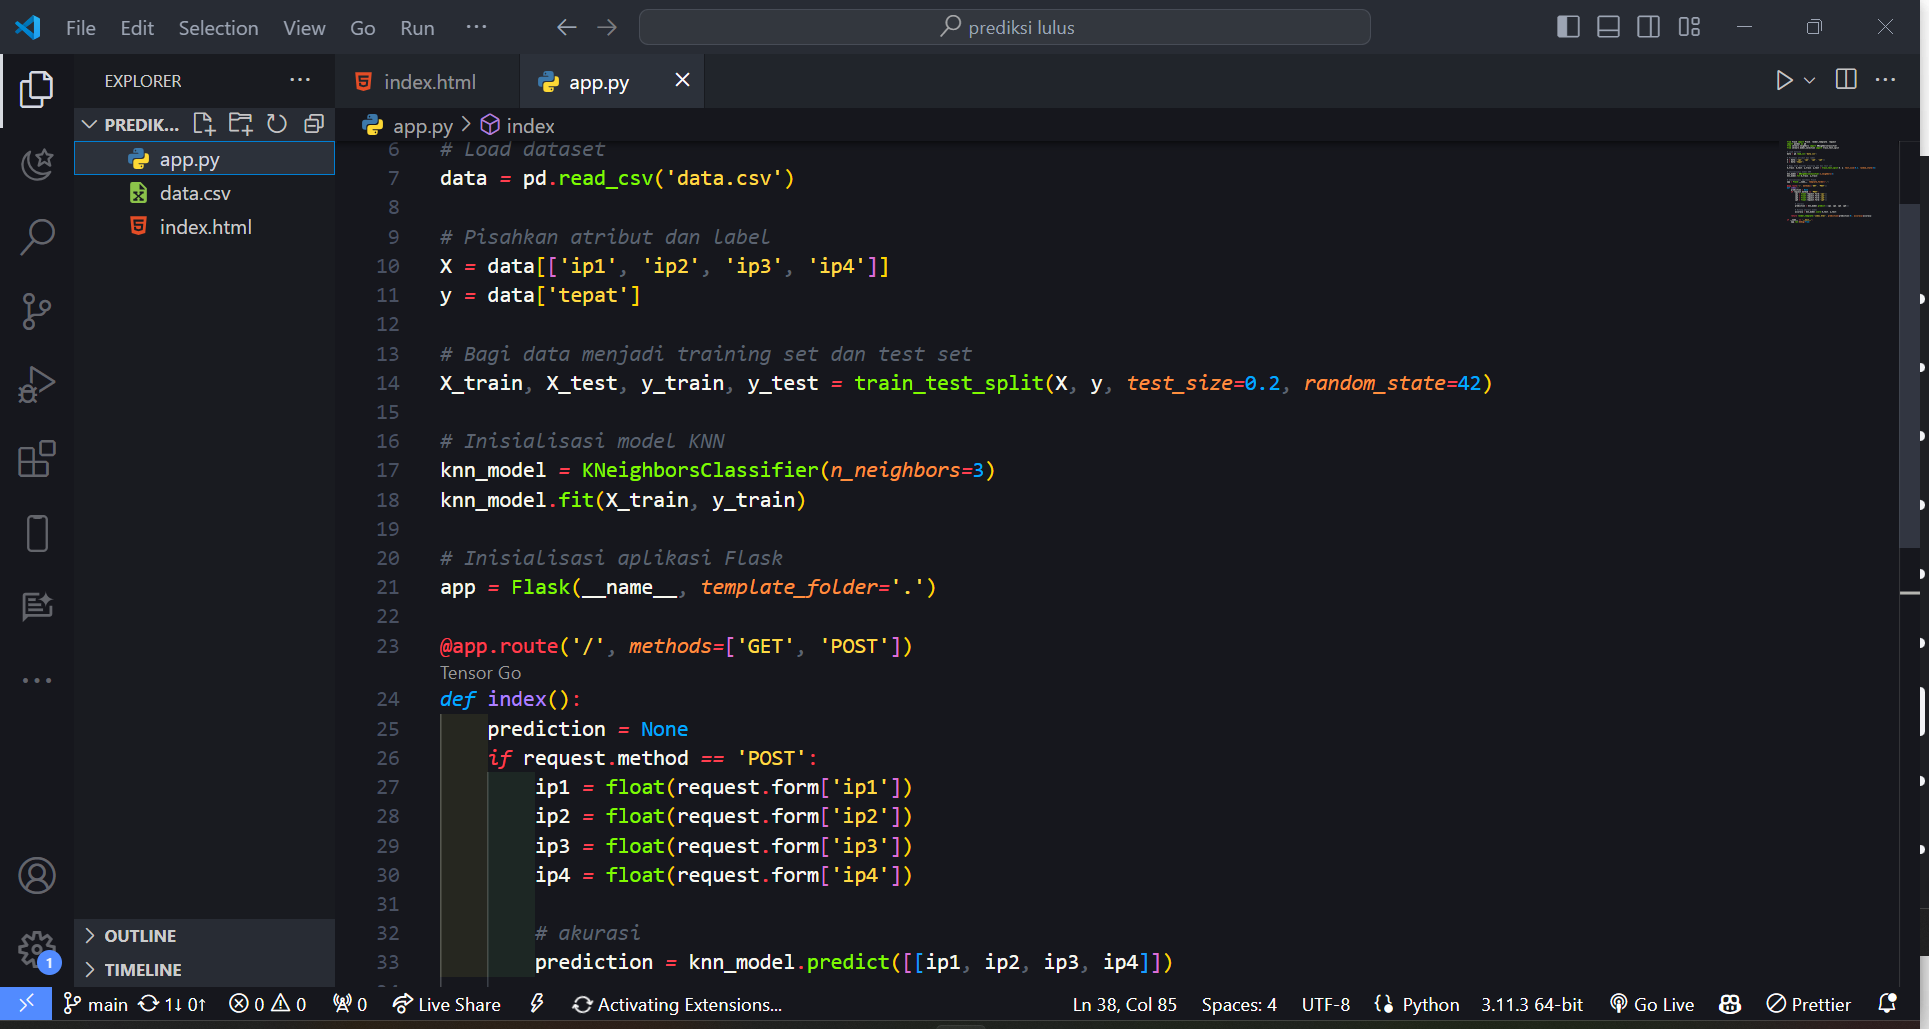 File Edit Selection View Go Run ··· prediksi lulus
EXPLORER ···
PREDIK...
app.py
data.csv
index.html
OUTLINE
TIMELINE
index.html app.py
app.py > index
6 # Load dataset
7 data = pd.read_csv('data.csv')
8
9 # Pisahkan atribut dan label
10 X = data[['ip1', 'ip2', 'ip3', 'ip4']]
11 y = data['tepat']
12
13 # Bagi data menjadi training set dan test set
14 X_train, X_test, y_train, y_test = train_test_split(X, y, test_size=0.2, random_state=42)
15
16 # Inisialisasi model KNN
17 knn_model = KNeighborsClassifier(n_neighbors=3)
18 knn_model.fit(X_train, y_train)
19
20 # Inisialisasi aplikasi Flask
21 app = Flask(__name__, template_folder='.')
22
23 @app.route('/', methods=['GET', 'POST'])
Tensor Go
24 def index():
25 prediction = None
26 if request.method == 'POST':
27 ip1 = float(request.form['ip1'])
28 ip2 = float(request.form['ip2'])
29 ip3 = float(request.form['ip3'])
30 ip4 = float(request.form['ip4'])
31
32 # akurasi
33 prediction = knn_model.predict([[ip1, ip2, ip3, ip4]])
1
main 1↓ 0↑ 0 0 0 Live Share Activating Extensions... Ln 38, Col 85 Spaces: 4 UTF-8 Python 3.11.3 64-bit Go Live Prettier